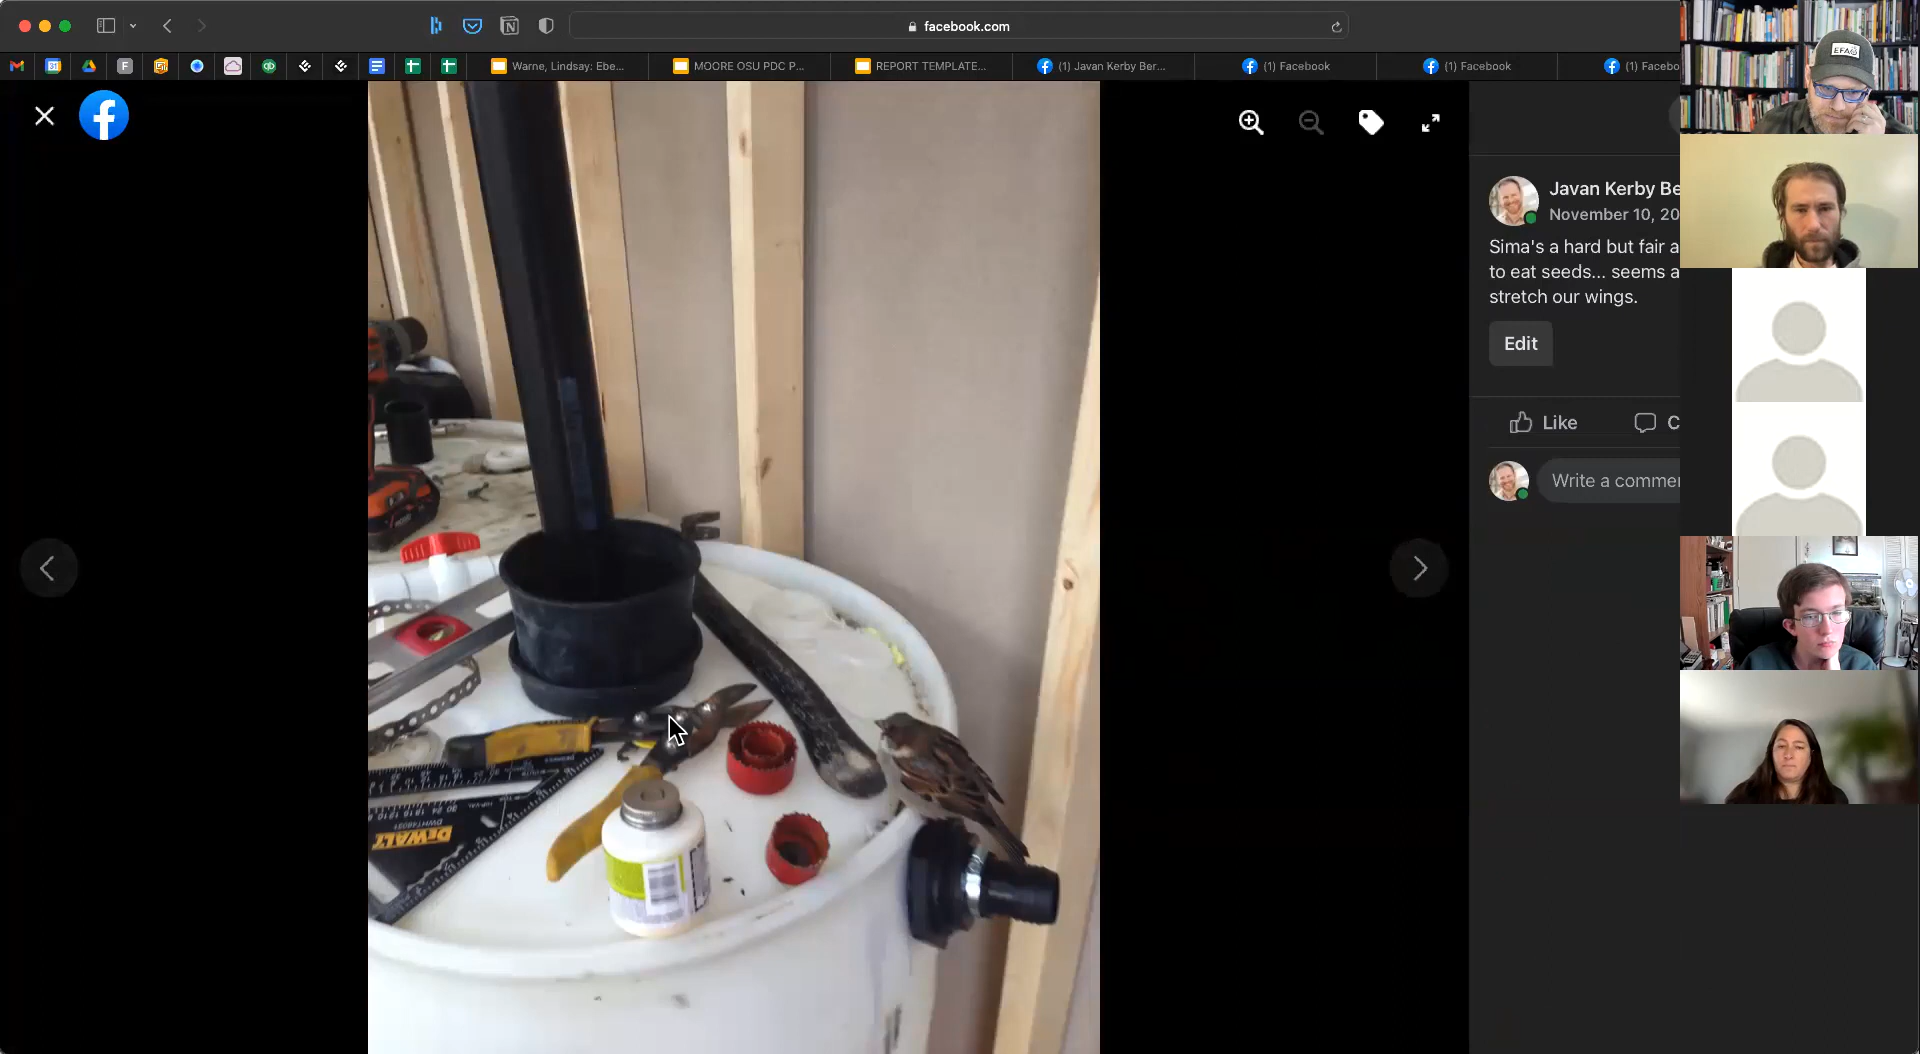 facebook.com
Warne, Lindsay: Ebe...
MOORE OSU PDC P...
REPORT TEMPLATE...
(1) Javan Kerby Ber...
(1) Facebook
(1) Facebook
(1) Facebo
EFA
Javan Kerby Be
November 10, 20
Sima's a hard but fair a
to eat seeds... seems a
stretch our wings.
Edit
Like
C
Write a commen
DEWALT